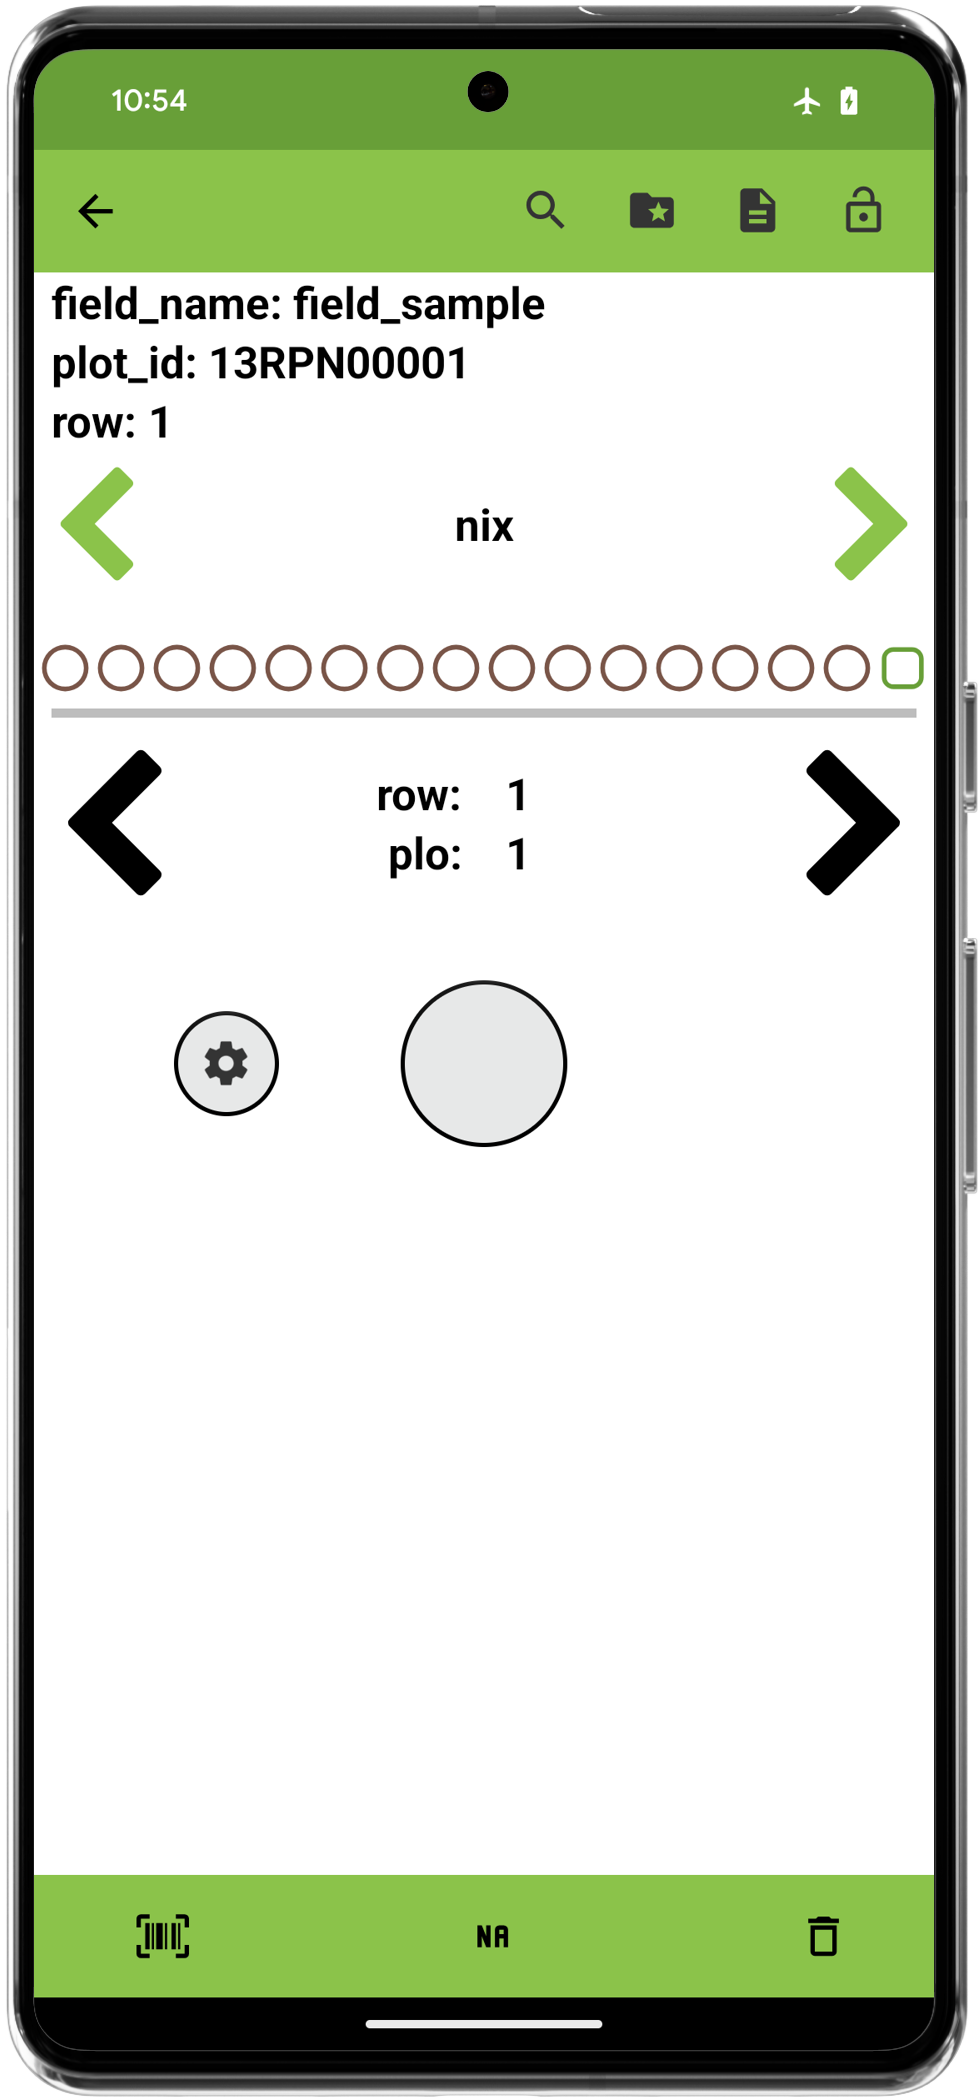 10:54
field_name: field_sample
plot_id: 13RPN00001
row: 1
nix
row: 1
plo: 1
NA